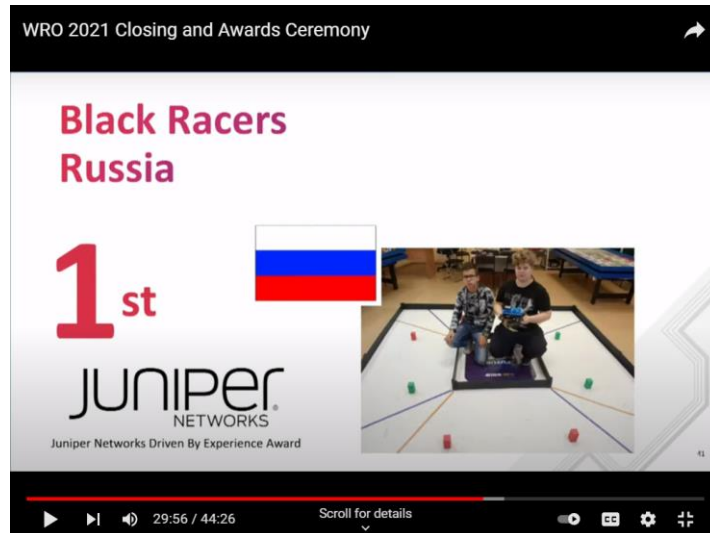 WRO 2021 Closing and Awards Ceremony
Black Racers
Russia
1st
JUNIPER
NETWORKS
Juniper Networks Driven By Experience Award
41
29:56 / 44:26
Scroll for details
CC